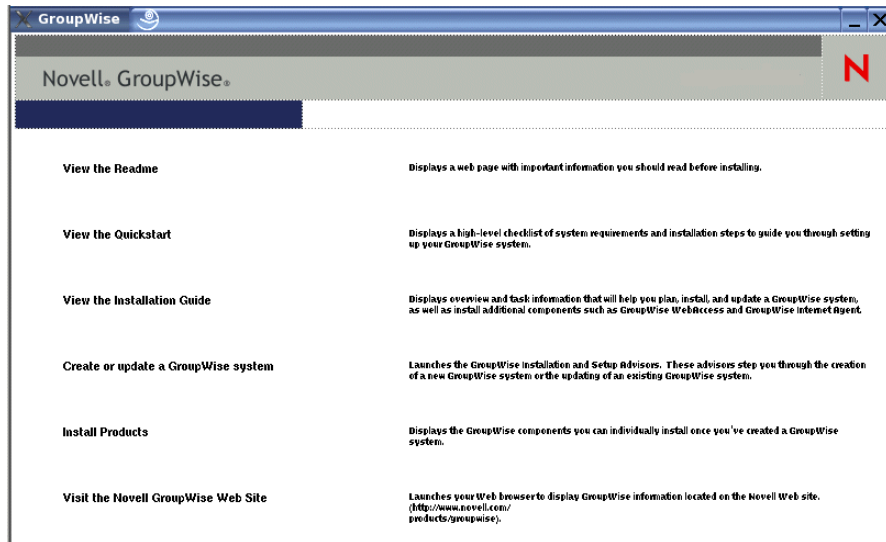 GroupWise
Novell® GroupWise®
N
View the Readme
Displays a web page with important information you should read before installing.
View the Quickstart
Displays a high-level checklist of system requirements and installation steps to guide you through setting
up your GroupWise system.
View the Installation Guide
Displays overview and task information that will help you plan, install, and update a GroupWise system,
as well as install additional components such as GroupWise WebAccess and GroupWise Internet Agent.
Create or update a GroupWise system
Launches the GroupWise Installation and Setup Advisors. These advisors step you through the creation
of a new GroupWise system or the updating of an existing GroupWise system.
Install Products
Displays the GroupWise components you can individually install once you've created a GroupWise
system.
Visit the Novell GroupWise Web Site
Launches your Web browser to display GroupWise information located on the Novell Web site.
(http://www.novell.com/
products/groupwise).